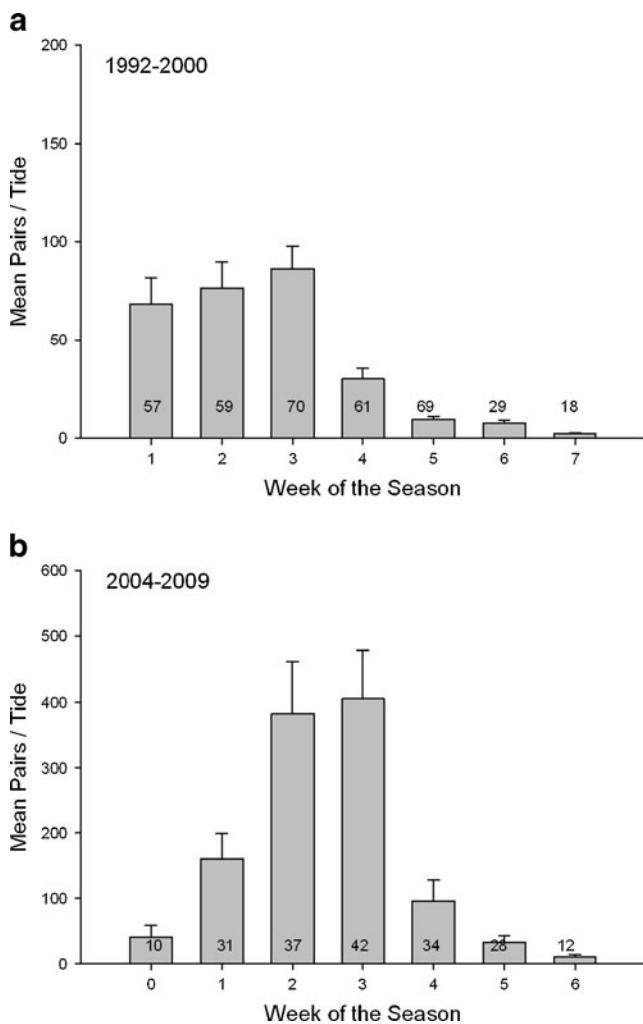 a
200
1992-2000
150
100
50
0
Mean Pairs / Tide
57 59 70 61 69 29 18
1 2 3 4 5 6 7
Week of the Season
b
600
2004-2009
500
400
300
200
100
0
Mean Pairs / Tide
10 31 37 42 34 28 12
0 1 2 3 4 5 6
Week of the Season